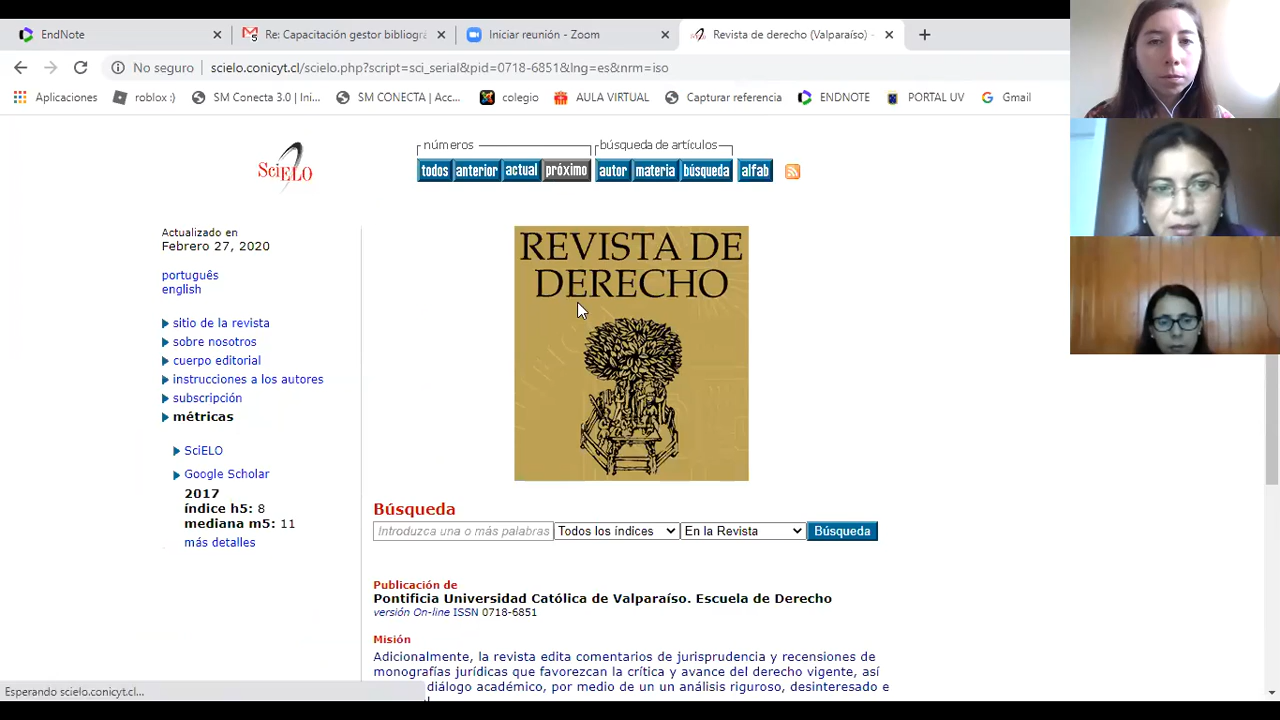 EndNote
Re: Capacitación gestor bibliográ
Iniciar reunión - Zoom
Revista de derecho (Valparaíso) -
No seguro
scielo.conicyt.cl/scielo.php?script=sci_serial&pid=0718-6851&lng=es&nrm=iso
Aplicaciones
roblox :)
SM Conecta 3.0 | Ini...
SM CONECTA | Acc...
colegio
AULA VIRTUAL
Capturar referencia
ENDNOTE
PORTAL UV
Gmail
SciELO
números
búsqueda de artículos
todos anterior actual próximo autor materia búsqueda alfab
Actualizado en
Febrero 27, 2020
português
english
sitio de la revista
sobre nosotros
cuerpo editorial
instrucciones a los autores
subscripción
métricas
SciELO
Google Scholar
2017
índice h5: 8
mediana m5: 11
más detalles
REVISTA DE
DERECHO
Búsqueda
Introduzca una o más palabras Todos los índices En la Revista Búsqueda
Publicación de
Pontificia Universidad Católica de Valparaíso. Escuela de Derecho
versión On-line ISSN 0718-6851
Misión
Adicionalmente, la revista edita comentarios de jurisprudencia y recensiones de
monografías jurídicas que favorezcan la crítica y avance del derecho vigente, así
diálogo académico, por medio de un un análisis riguroso, desinteresado e
Esperando scielo.conicyt.cl...